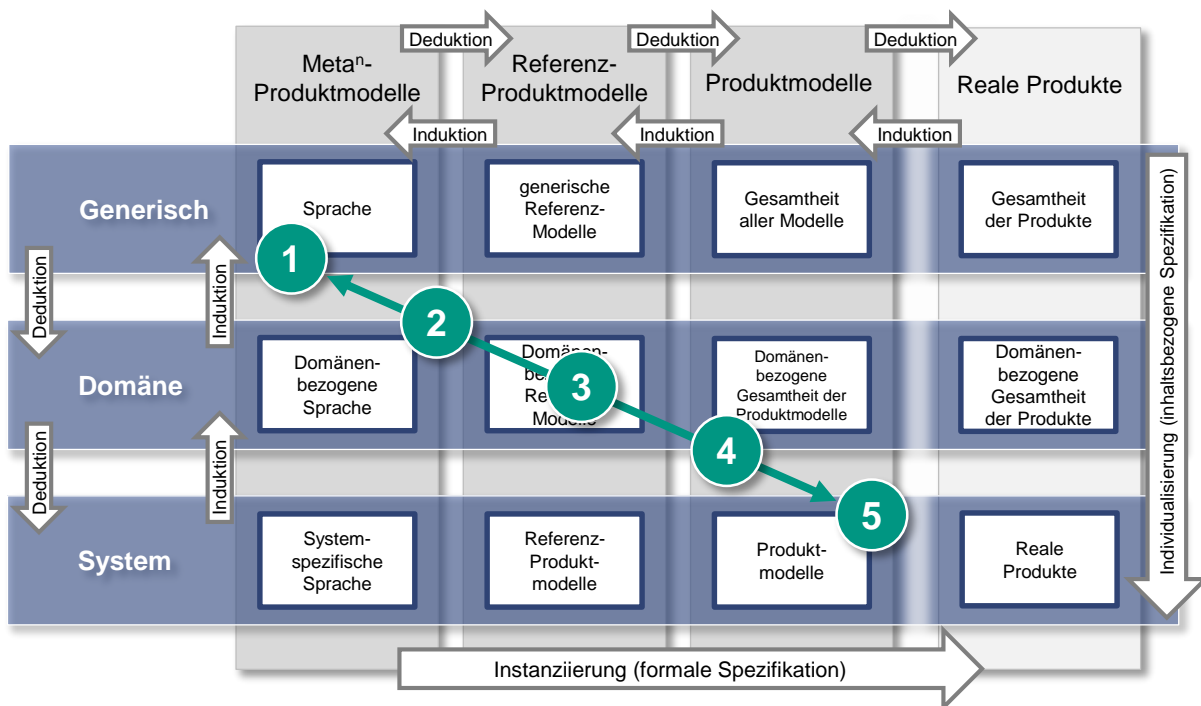 Deduktion
Deduktion
Deduktion
Metaⁿ-
Produktmodelle
Referenz-
Produktmodelle
Produktmodelle
Reale Produkte
Induktion
Induktion
Induktion
Generisch
Sprache
generische
Referenz-
Modelle
Gesamtheit
aller Modelle
Gesamtheit
der Produkte
1
Deduktion
Induktion
2
Domäne
Domänen-
bezogene
Sprache
Domänen-
Modelle
3
Domänen-
bezogene
Gesamtheit der
Produktmodelle
Domänen-
bezogene
Gesamtheit
der Produkte
Deduktion
Induktion
4
5
System
System-
spezifische
Sprache
Referenz-
Produkt-
modelle
Produkt-
modelle
Reale
Produkte
Individualisierung (inhaltsbezogene Spezifikation)
Instanziierung (formale Spezifikation)